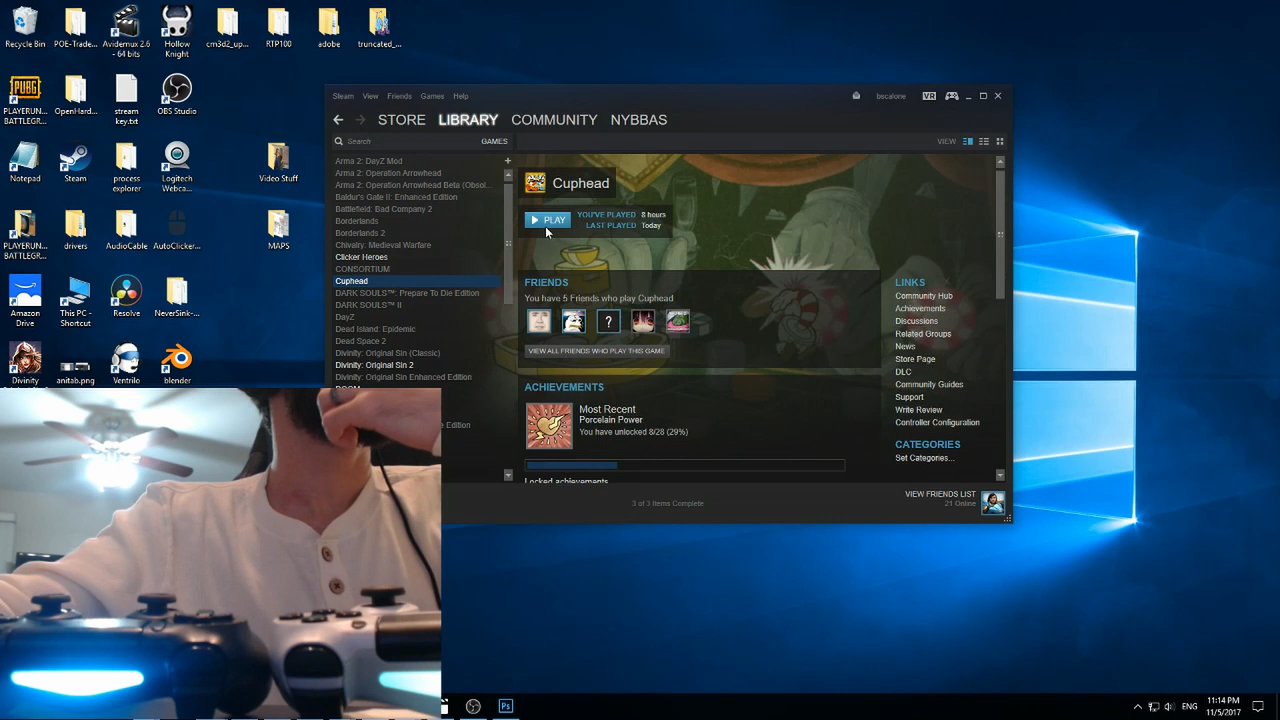 Recycle Bin
POE-Trade...
Avidemux 2.6 - 64 bits
Hollow Knight
cm3d2_up...
RTP100
adobe
truncated_...
PLAYERUN... BATTLEGR...
OpenHard...
stream key.txt
OBS Studio
Notepad
Steam
process explorer
Logitech Webca...
Video Stuff
PLAYERUN... BATTLEGR...
drivers
AudioCable
AutoClicker...
MAPS
Amazon Drive
This PC - Shortcut
Resolve
NeverSink-...
Divinity
anitab.png
Ventrilo
blender
Steam View Friends Games Help
bscalone
VR
STORE LIBRARY COMMUNITY NYBBAS
Search
GAMES
VIEW
Arma 2: DayZ Mod
Arma 2: Operation Arrowhead
Arma 2: Operation Arrowhead Beta (Obsol...
Baldur's Gate II: Enhanced Edition
Battlefield: Bad Company 2
Borderlands
Borderlands 2
Chivalry: Medieval Warfare
Clicker Heroes
CONSORTIUM
Cuphead
DARK SOULS™: Prepare To Die Edition
DARK SOULS™ II
DayZ
Dead Island: Epidemic
Dead Space 2
Divinity: Original Sin (Classic)
Divinity: Original Sin 2
Divinity: Original Sin Enhanced Edition
Cuphead
PLAY
YOU'VE PLAYED 8 hours
LAST PLAYED Today
FRIENDS
You have 5 Friends who play Cuphead
?
VIEW ALL FRIENDS WHO PLAY THIS GAME
ACHIEVEMENTS
Most Recent
Porcelain Power
You have unlocked 8/28 (29%)
Locked achievements
LINKS
Community Hub
Achievements
Discussions
Related Groups
News
Store Page
DLC
Community Guides
Support
Write Review
Controller Configuration
CATEGORIES
Set Categories...
3 of 3 Items Complete
VIEW FRIENDS LIST
21 Online
Ps
ENG
11:14 PM
11/5/2017